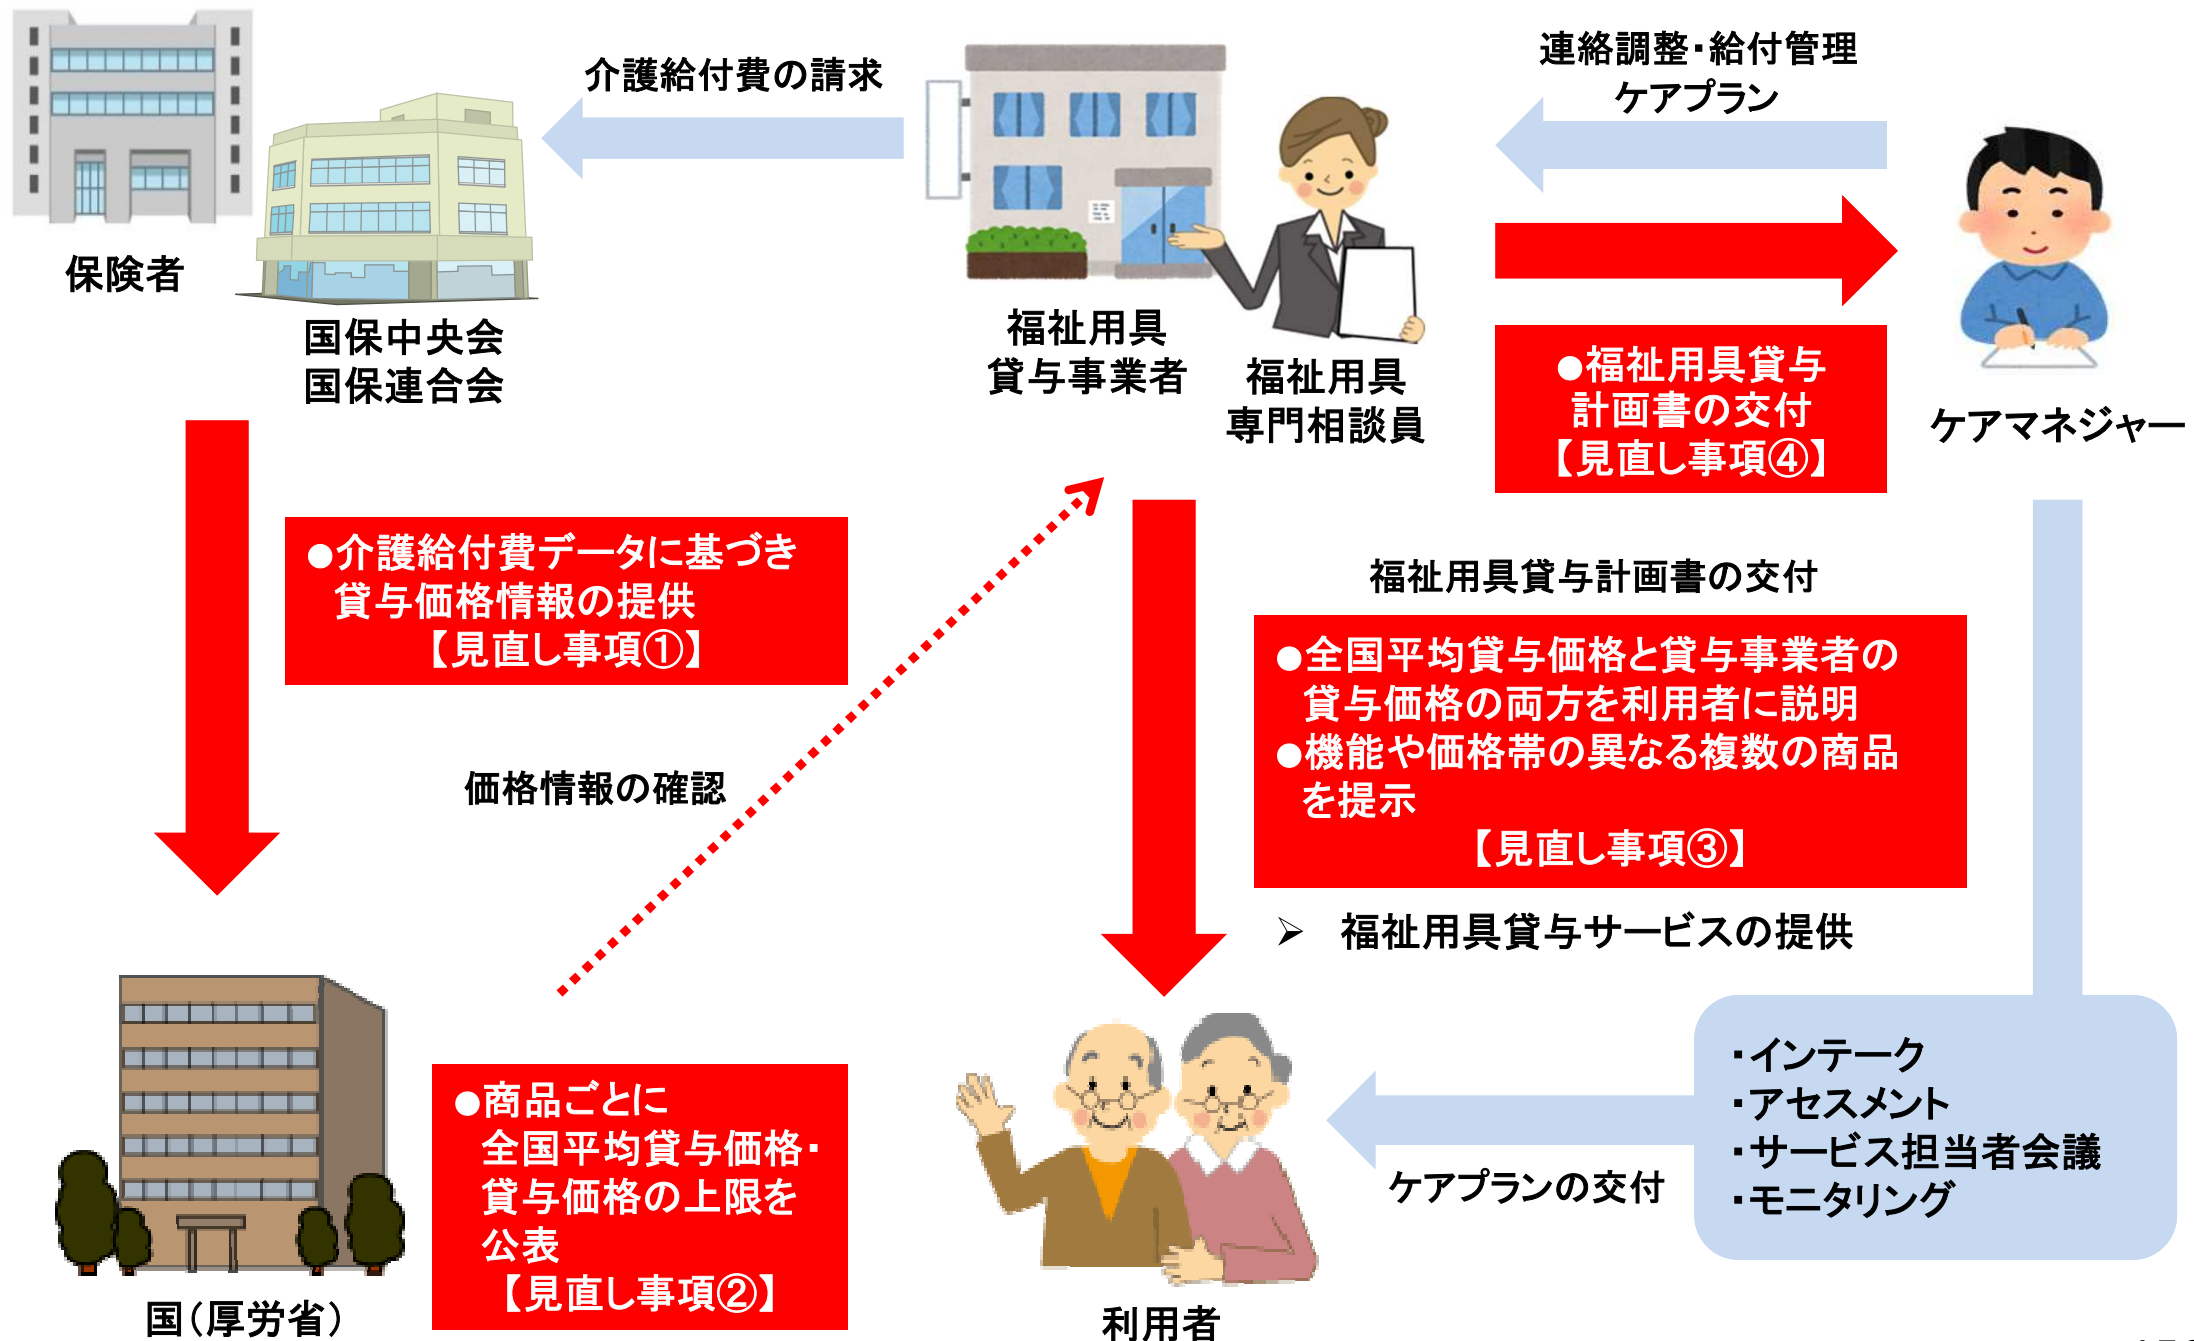 介護給付費の請求
連絡調整・給付管理
ケアプラン
保険者
国保中央会
国保連合会
福祉用具
貸与事業者
福祉用具
専門相談員
●福祉用具貸与
計画書の交付
【見直し事項④】
ケアマネジャー
●介護給付費データに基づき
貸与価格情報の提供
【見直し事項①】
福祉用具貸与計画書の交付
●全国平均貸与価格と貸与事業者の
貸与価格の両方を利用者に説明
●機能や価格帯の異なる複数の商品
を提示
【見直し事項③】
価格情報の確認
➢ 福祉用具貸与サービスの提供
●商品ごとに
全国平均貸与価格・
貸与価格の上限を
公表
【見直し事項②】
・インテーク
・アセスメント
・サービス担当者会議
・モニタリング
ケアプランの交付
国(厚労省)
利用者